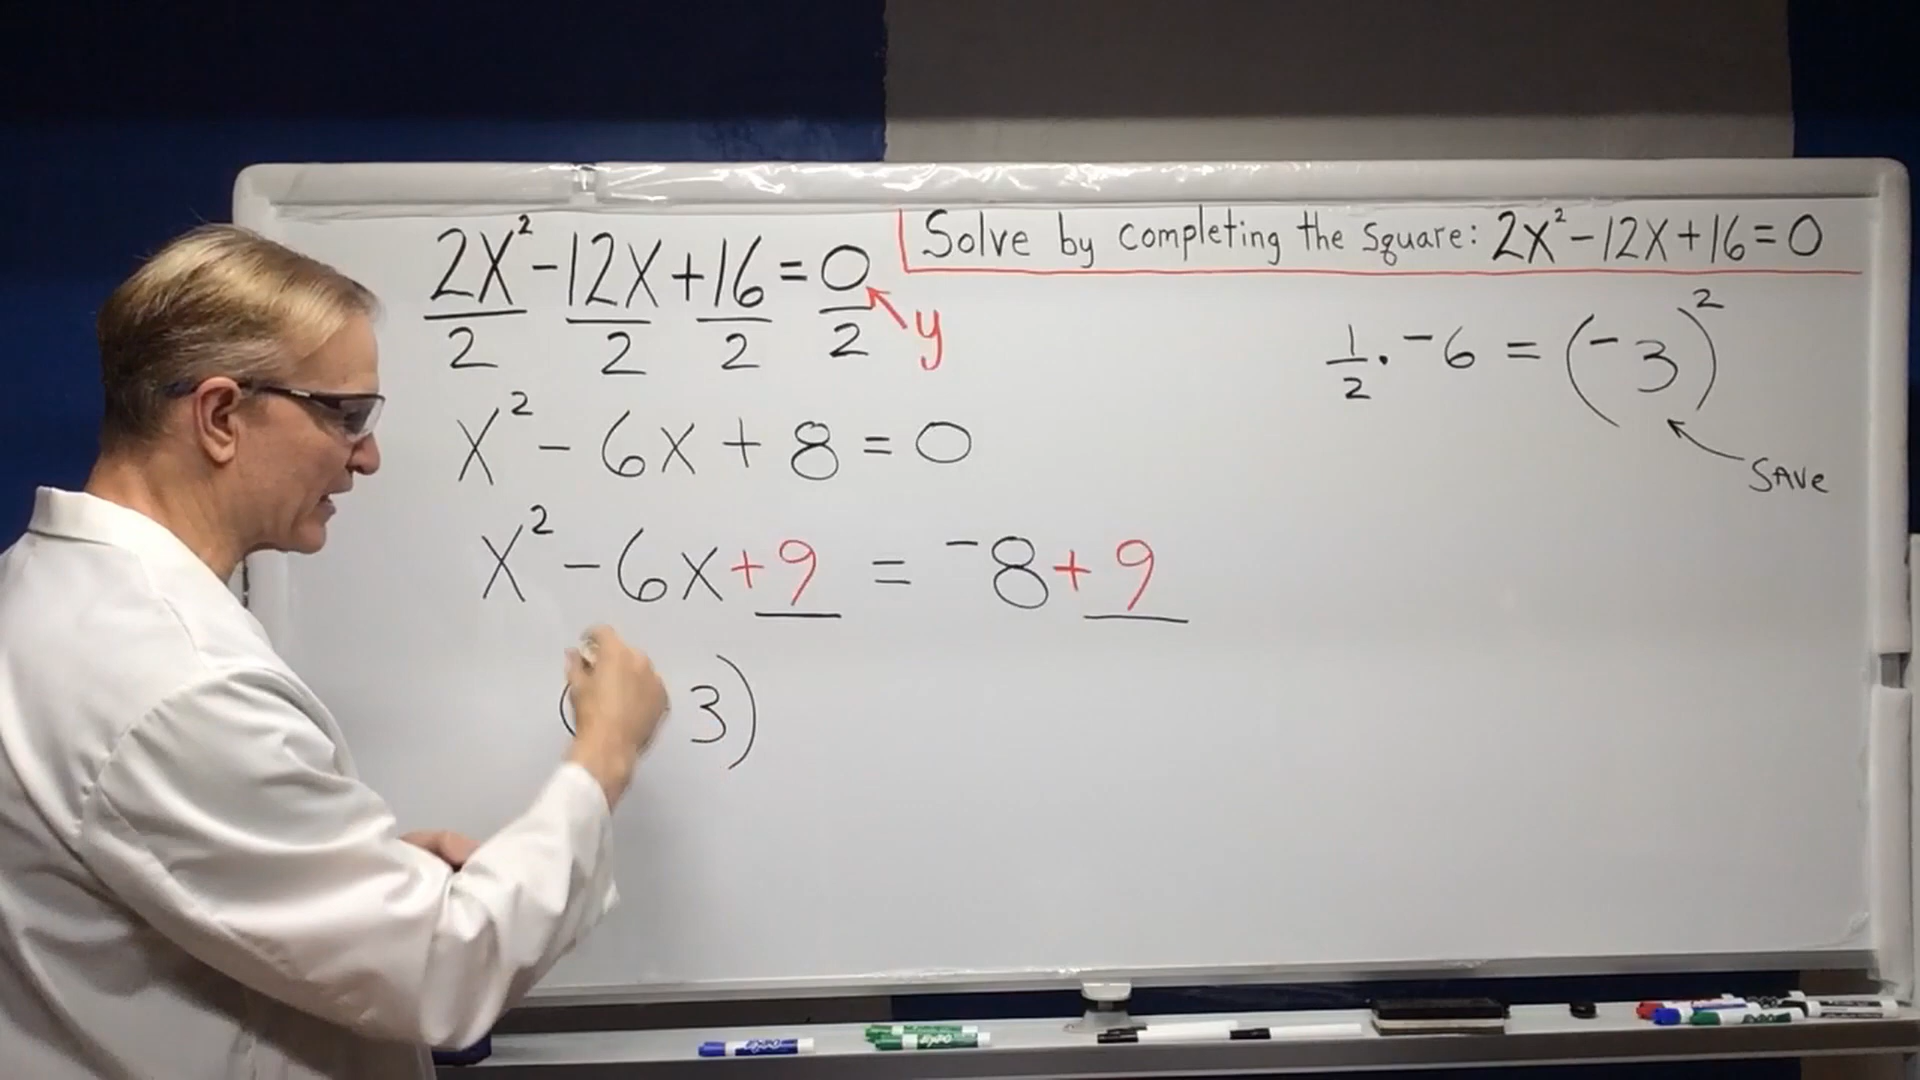 Solve by completing the square: 2x²-12x+16=0
2x²/2 -12x/2 +16/2 = 0/2
y
x² - 6x + 8 = 0
x² - 6x + 9 = -8 + 9
( 3)
1/2 · -6 = (-3)²
SAVe